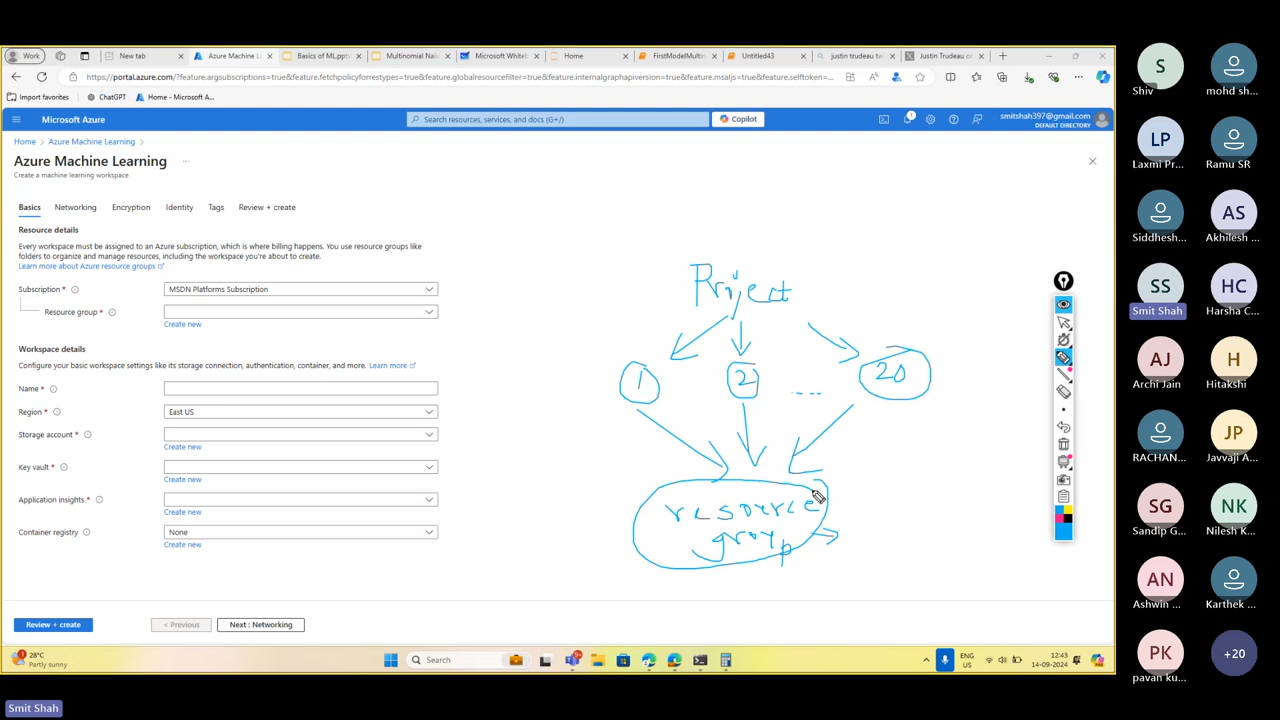 Work
New tab
Azure Machine L
Basics of ML.ppt
Multinomial Nai
Microsoft Whiteb
Home
FirstModelMulti
Untitled43
justin trudeau tw
Justin Trudeau or
https://portal.azure.com/?feature.argsubscriptions=true&feature.fetchpolicyforrestypes=true&feature.globalresourcefilter=true&feature.internalgraphapiversion=true&feature.msaljs=true&feature.selftoken=...
Import favorites
ChatGPT
Home - Microsoft A...
Microsoft Azure
Search resources, services, and docs (G+/)
Copilot
1
smitshah397@gmail.com
DEFAULT DIRECTORY
Home > Azure Machine Learning >
Azure Machine Learning ...
Create a machine learning workspace
Basics Networking Encryption Identity Tags Review + create
Resource details
Every workspace must be assigned to an Azure subscription, which is where billing happens. You use resource groups like
folders to organize and manage resources, including the workspace you're about to create.
Learn more about Azure resource groups
Subscription * MSDN Platforms Subscription
Resource group *
Create new
Workspace details
Configure your basic workspace settings like its storage connection, authentication, container, and more. Learn more
Name *
Region * East US
Storage account *
Create new
Key vault *
Create new
Application insights *
Create new
Container registry None
Create new
Review + create
< Previous
Next : Networking
Project
1 2 .... 20
resource
group
28°C
Partly sunny
Search
ENG
US
12:43
14-09-2024
S
Shiv
mohd sh...
LP
Laxmi Pr...
Ramu SR
Siddhesh...
AS
Akhilesh ...
SS
Smit Shah
HC
Harsha C...
AJ
Archi Jain
H
Hitakshi
RACHAN...
JP
Javvaji A...
SG
Sandip G...
NK
Nilesh K...
AN
Ashwin ...
Karthek ...
PK
pavan ku...
+20
Smit Shah